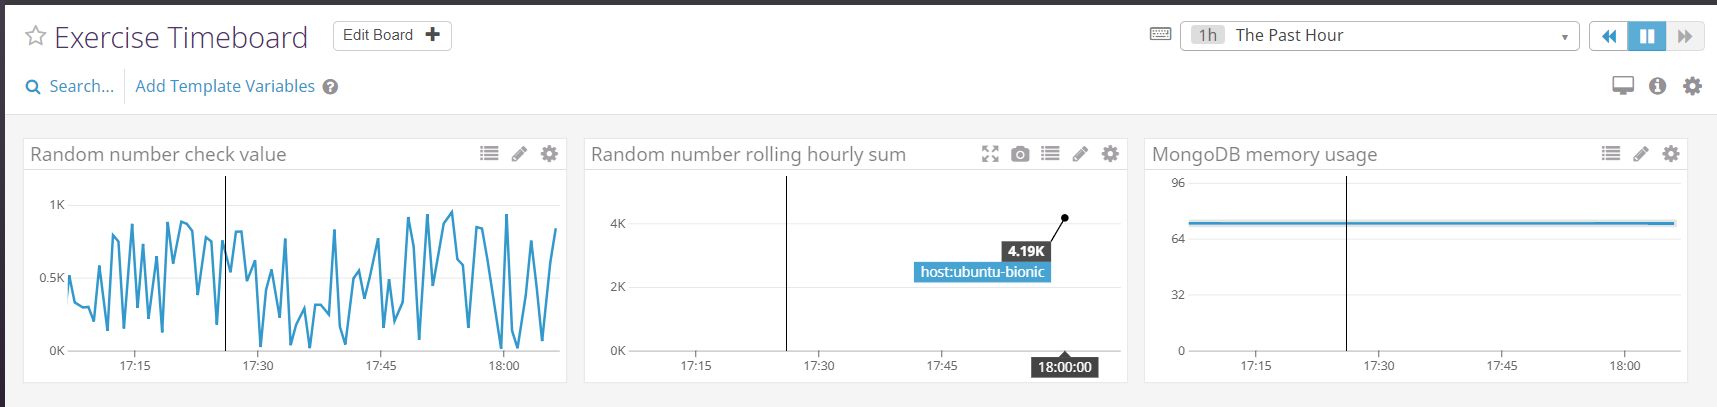 Exercise Timeboard
Edit Board
1h The Past Hour
Search...
Add Template Variables
Random number check value
1K
0.5K
0K
17:15 17:30 17:45 18:00
Random number rolling hourly sum
4K
2K
0K
4.19K
host:ubuntu-bionic
17:15 17:30 17:45 18:00:00
MongoDB memory usage
96
64
32
0
17:15 17:30 17:45 18:00